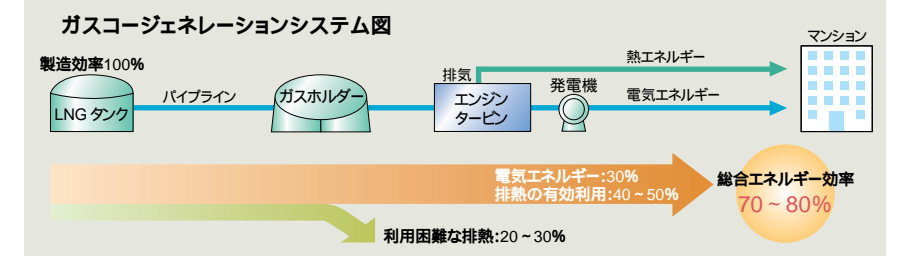 ガスコージェネレーションシステム図
製造効率100%
LNG タンク
パイプライン
ガスホルダー
排気
エンジン
タービン
発電機
熱エネルギー
電気エネルギー
マンション
電気エネルギー:30%
排熱の有効利用:40~50%
総合エネルギー効率
70~80%
利用困難な排熱:20~30%